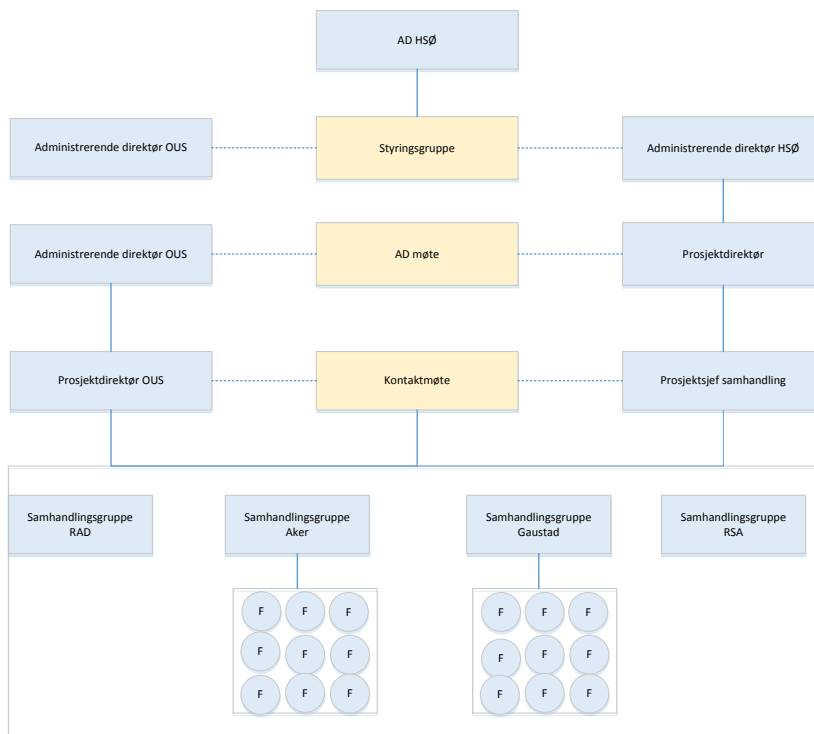 AD HSØ
Administrerende direktør OUS
Styringsgruppe
Administrerende direktør HSØ
Administrerende direktør OUS
AD møte
Prosjektdirektør
Prosjektdirektør OUS
Kontaktmøte
Prosjektsjef samhandling
Samhandlingsgruppe
RAD
Samhandlingsgruppe
Aker
Samhandlingsgruppe
Gaustad
Samhandlingsgruppe
RSA
F F F
F F F
F F F
F F F
F F F
F F F